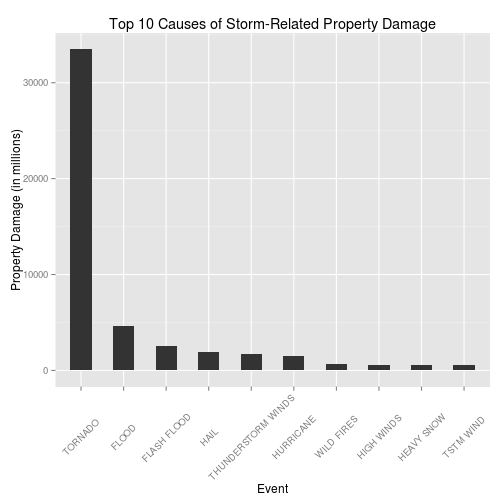 Top 10 Causes of Storm-Related Property Damage
Property Damage (in millions)
30000
20000
10000
0
TORNADO
FLOOD
FLASH FLOOD
HAIL
THUNDERSTORM WINDS
HURRICANE
WILD FIRES
HIGH WINDS
HEAVY SNOW
TSTM WIND
Event